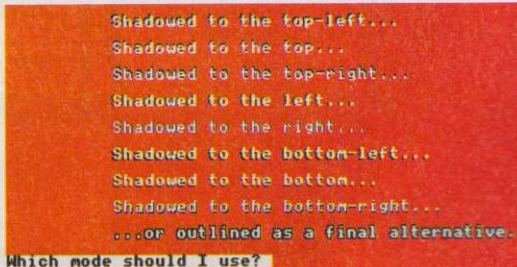 Shadowed to the top-left...
Shadowed to the top...
Shadowed to the top-right...
Shadowed to the left...
Shadowed to the right...
Shadowed to the bottom-left...
Shadowed to the bottom...
Shadowed to the bottom-right...
...or outlined as a final alternative.
Which mode should I use?